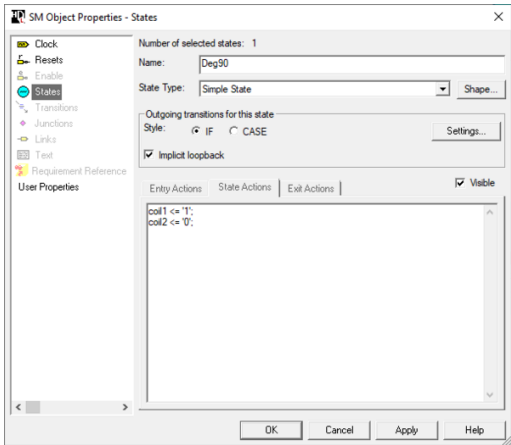 SM Object Properties - States
Clock
Resets
Enable
States
Transitions
Junctions
Links
Text
Requirement Reference
User Properties
Number of selected states: 1
Name: Deg90
State Type: Simple State Shape...
Outgoing transitions for this state
Style: IF CASE Settings...
Implicit loopback
Entry Actions State Actions Exit Actions Visible
coil1 <= '1';
coil2 <= '0';
OK Cancel Apply Help